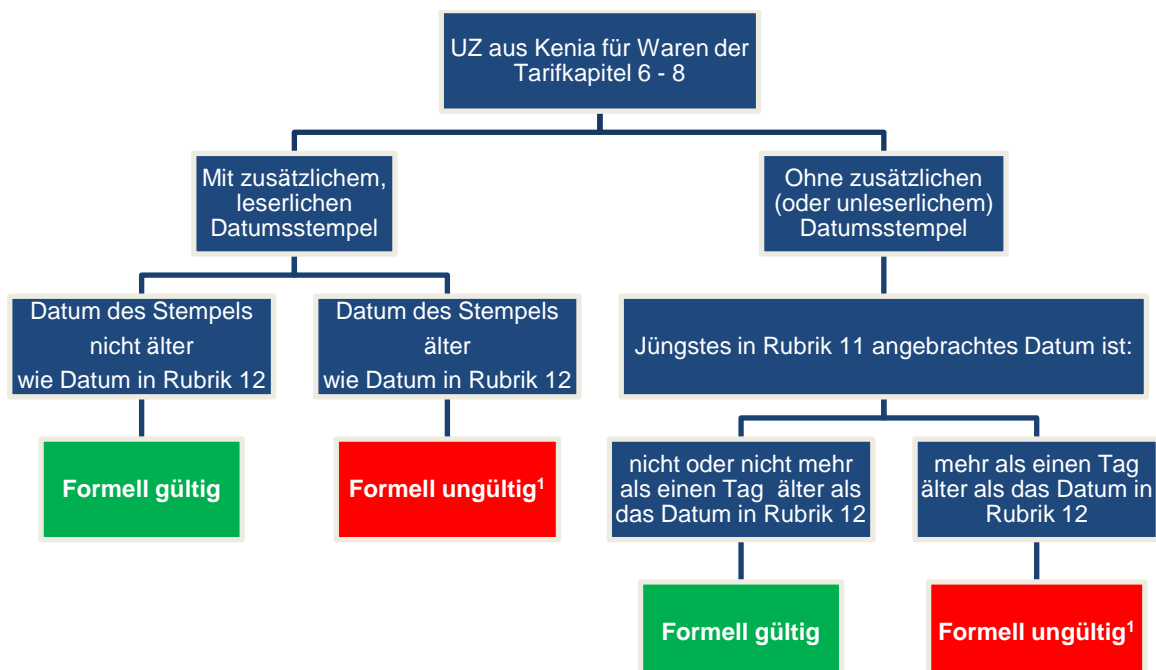 UZ aus Kenia für Waren der
Tarifkapitel 6 - 8
Mit zusätzlichem,
leserlichen
Datumsstempel
Ohne zusätzlichen
(oder unleserlichem)
Datumsstempel
Datum des Stempels
nicht älter
wie Datum in Rubrik 12
Datum des Stempels
älter
wie Datum in Rubrik 12
Jüngstes in Rubrik 11 angebrachtes Datum ist:
Formell gültig
Formell ungültig¹
nicht oder nicht mehr
als einen Tag älter als
das Datum in Rubrik 12
mehr als einen Tag
älter als das Datum in
Rubrik 12
Formell gültig
Formell ungültig¹